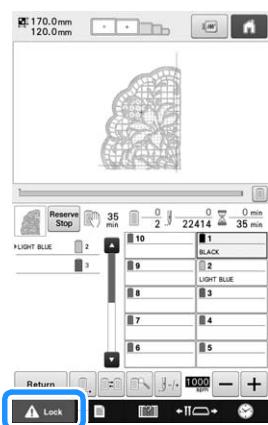 170.0mm
120.0mm
Reserve
Stop
35
min
0
2
0
22414
0 min
35 min
LIGHT BLUE 2
3
10
1
BLACK
9
2
LIGHT BLUE
8
3
7
4
6
5
Return
1000
spm
Lock